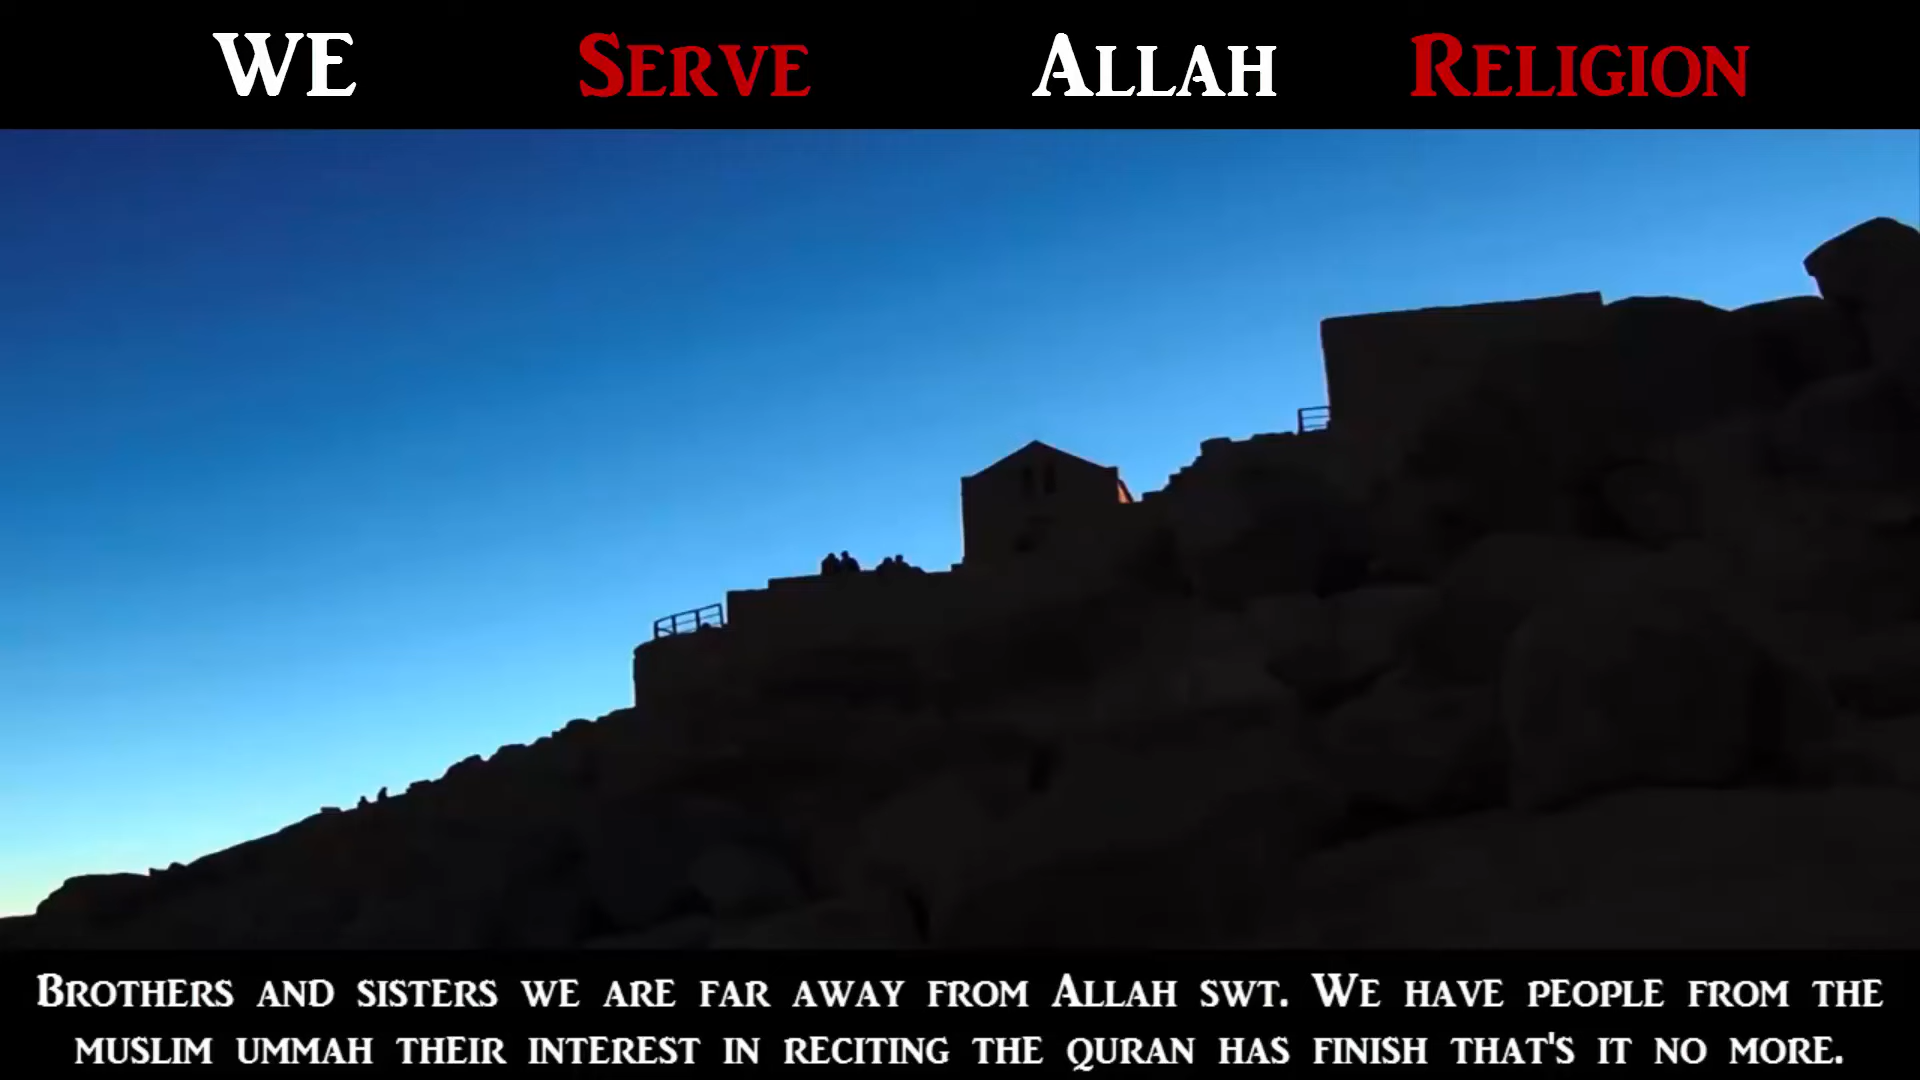 WE Serve Allah Religion
Brothers and sisters we are far away from Allah swt. We have people from the
muslim ummah their interest in reciting the quran has finish that's it no more.